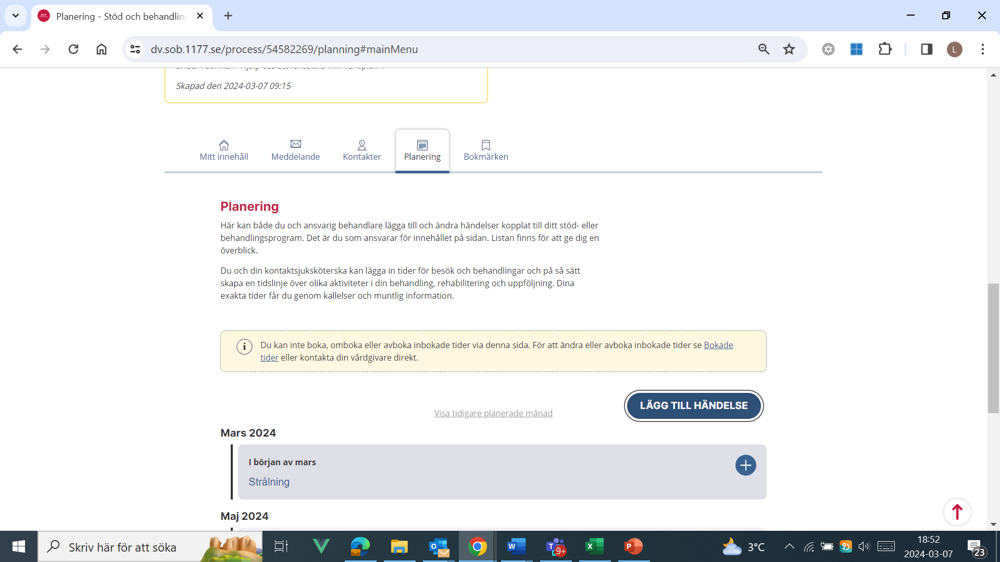 Planering - Stöd och behandling
dv.sob.1177.se/process/54582269/planning#mainMenu
L
Skapad den 2024-03-07 09:15
Mitt innehåll
Meddelande
Kontakter
Planering
Bokmärken
Planering
Här kan både du och ansvarig behandlare lägga till och ändra händelser kopplat till ditt stöd- eller
behandlingsprogram. Det är du som ansvarar för innehållet på sidan. Listan finns för att ge dig en
överblick.
Du och din kontaktsjuksköterska kan lägga in tider för besök och behandlingar och på så sätt
skapa en tidslinje över olika aktiviteter i din behandling, rehabilitering och uppföljning. Dina
exakta tider får du genom kallelser och muntlig information.
Du kan inte boka, omboka eller avboka inbokade tider via denna sida. För att ändra eller avboka inbokade tider se Bokade
tider eller kontakta din vårdgivare direkt.
LÄGG TILL HÄNDELSE
Visa tidigare planerade månad
Mars 2024
I början av mars
Strålning
Maj 2024
Skriv här för att söka
9+
3°C
18:52
2024-03-07
23